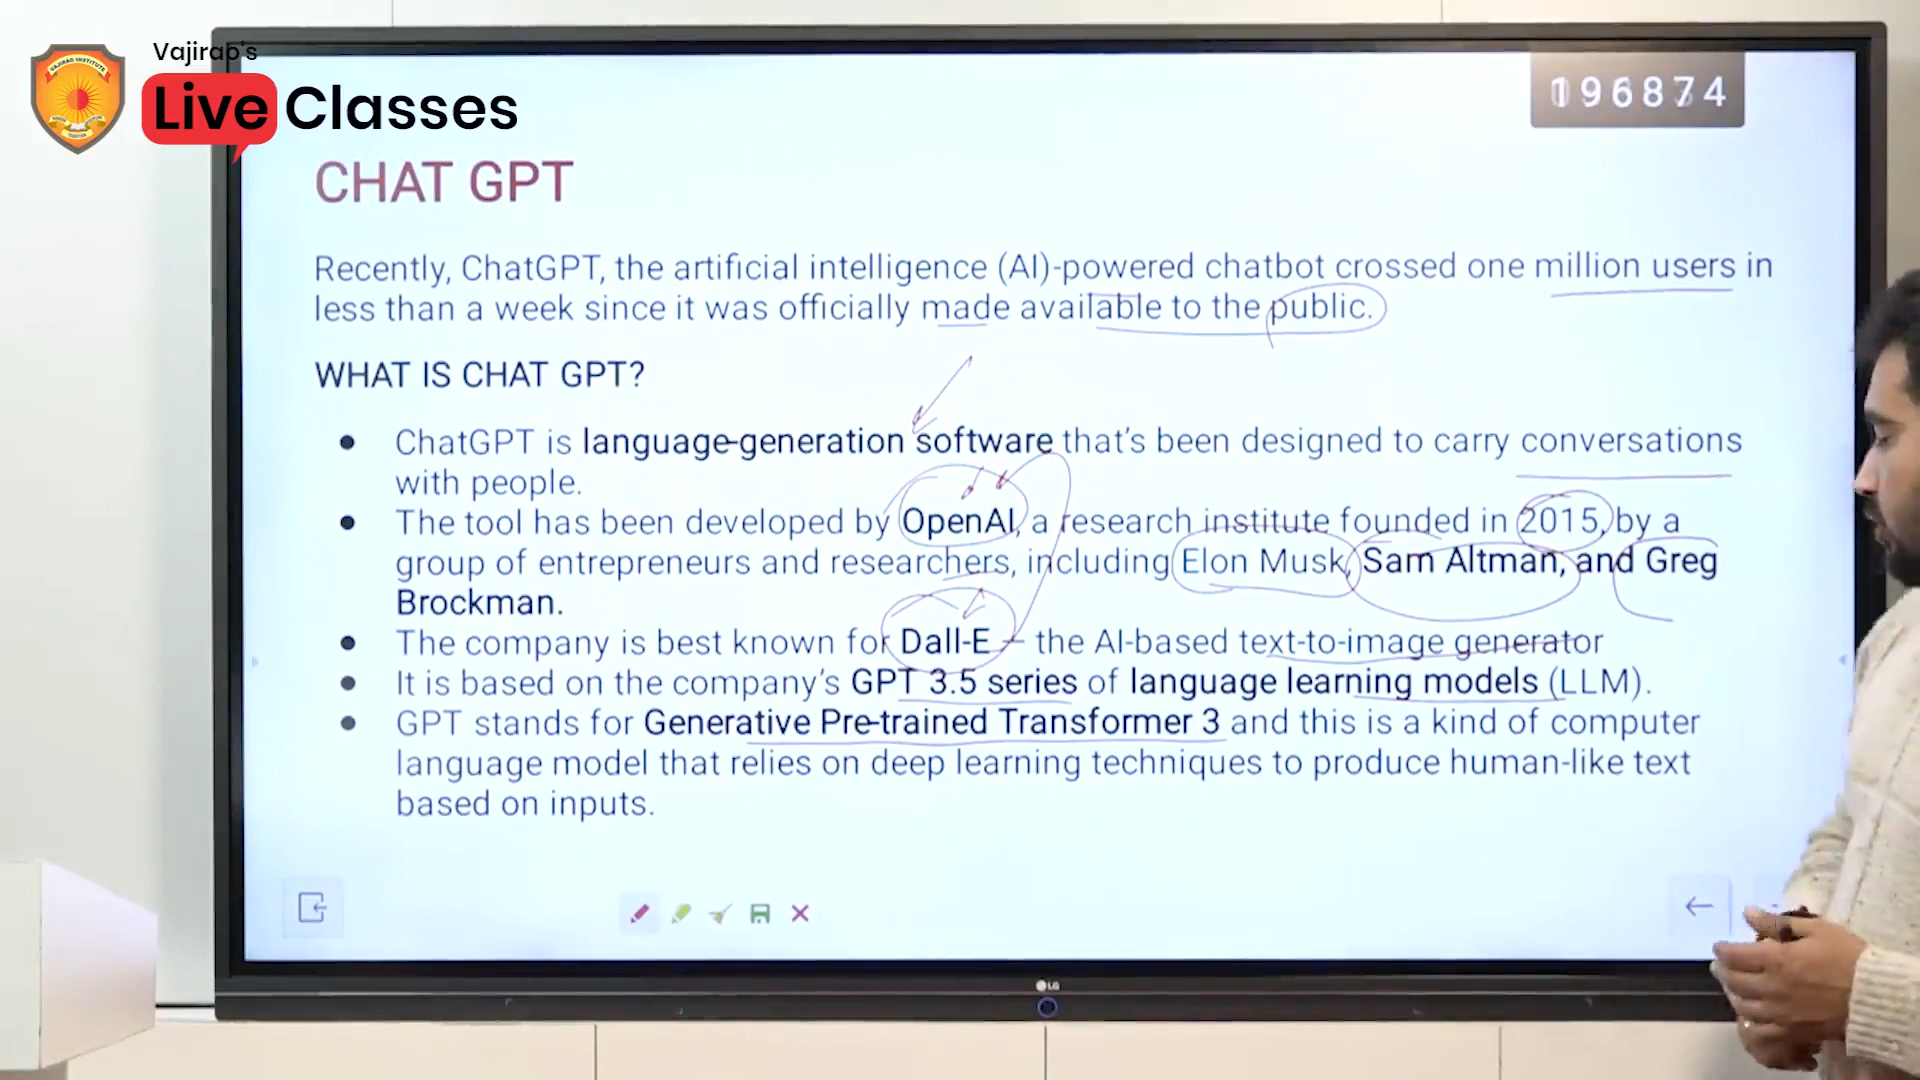 Vajirao's
Live Classes
VAJIRAO INSTITUTE
CHAT GPT
Recently, ChatGPT, the artificial intelligence (AI)-powered chatbot crossed one million users in
less than a week since it was officially made available to the public.
WHAT IS CHAT GPT?
● ChatGPT is language-generation software that's been designed to carry conversations
with people.
● The tool has been developed by OpenAI, a research institute founded in 2015, by a
group of entrepreneurs and researchers, including Elon Musk, Sam Altman, and Greg
Brockman.
● The company is best known for Dall-E – the AI-based text-to-image generator
● It is based on the company's GPT 3.5 series of language learning models (LLM).
● GPT stands for Generative Pre-trained Transformer 3 and this is a kind of computer
language model that relies on deep learning techniques to produce human-like text
based on inputs.
LG